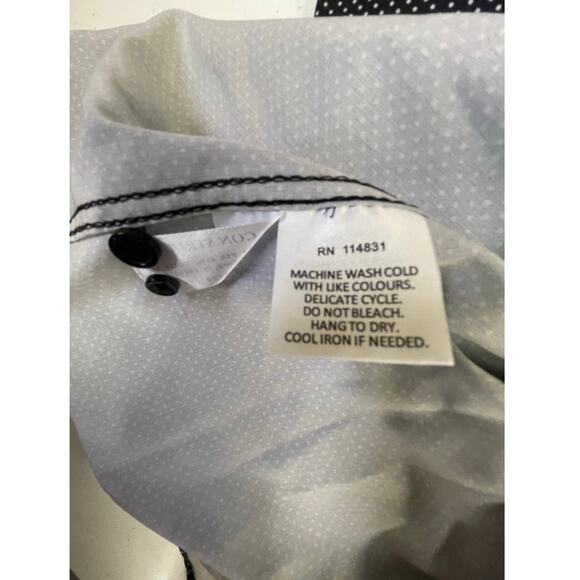 RN 114831
MACHINE WASH COLD
WITH LIKE COLOURS.
DELICATE CYCLE.
DO NOT BLEACH.
HANG TO DRY.
COOL IRON IF NEEDED.